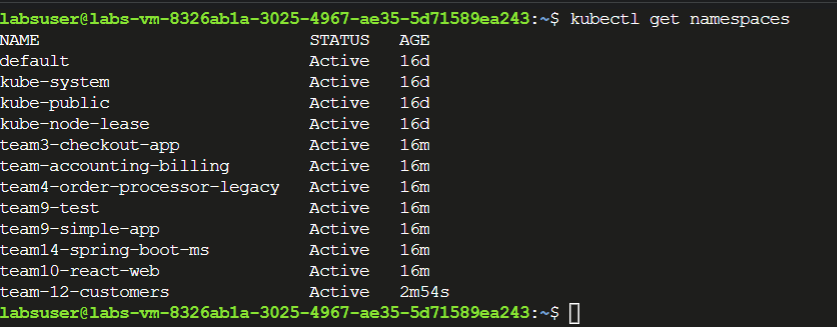 labsuser@labs-vm-8326ab1a-3025-4967-ae35-5d71589ea243:~$ kubectl get namespaces
NAME                          STATUS   AGE
default                       Active   16d
kube-system                   Active   16d
kube-public                   Active   16d
kube-node-lease               Active   16d
team3-checkout-app            Active   16m
team-accounting-billing       Active   16m
team4-order-processor-legacy  Active   16m
team9-test                    Active   16m
team9-simple-app              Active   16m
team14-spring-boot-ms         Active   16m
team10-react-web              Active   16m
team-12-customers             Active   2m54s
labsuser@labs-vm-8326ab1a-3025-4967-ae35-5d71589ea243:~$